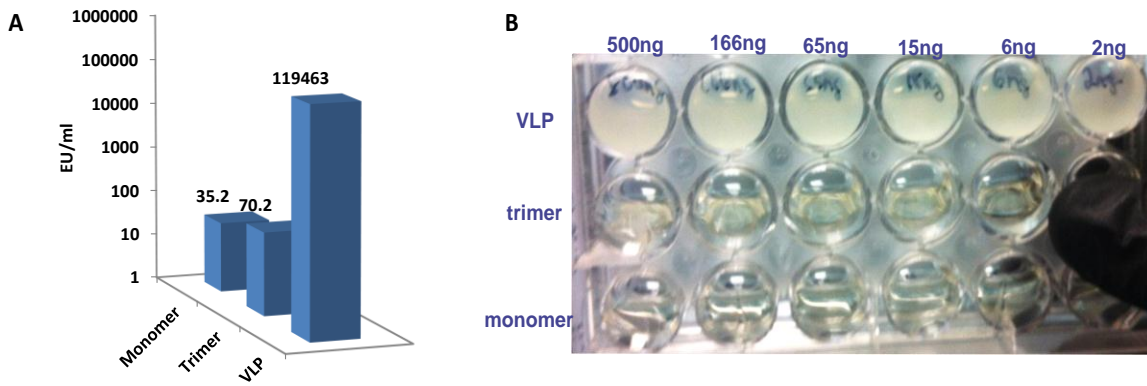 A
1000000
100000
10000
1000
100
10
1
EU/ml
35.2
70.2
119463
Monomer
Trimer
VLP
B
500ng 166ng 65ng 15ng 6ng 2ng
VLP
trimer
monomer